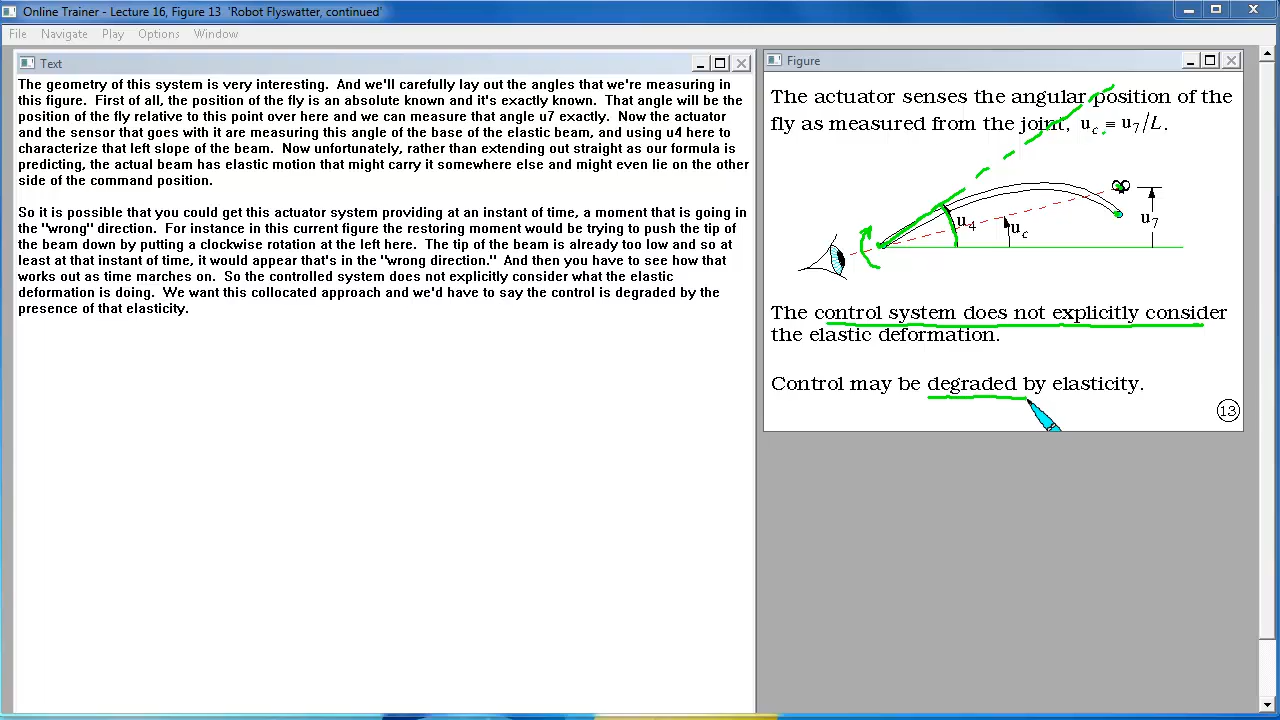 Online Trainer - Lecture 16, Figure 13 'Robot Flyswatter, continued'
File Navigate Play Options Window
Text
The geometry of this system is very interesting. And we'll carefully lay out the angles that we're measuring in
this figure. First of all, the position of the fly is an absolute known and it's exactly known. That angle will be the
position of the fly relative to this point over here and we can measure that angle u7 exactly. Now the actuator
and the sensor that goes with it are measuring this angle of the base of the elastic beam, and using u4 here to
characterize that left slope of the beam. Now unfortunately, rather than extending out straight as our formula is
predicting, the actual beam has elastic motion that might carry it somewhere else and might even lie on the other
side of the command position.
So it is possible that you could get this actuator system providing at an instant of time, a moment that is going in
the "wrong" direction. For instance in this current figure the restoring moment would be trying to push the tip of
the beam down by puting a clockwise rotation at the left here. The tip of the beam is already too low and so at
least at that instant of time, it would appear that's in the "wrong direction." And then you have to see how that
works out as time marches on. So the controlled system does not explicitly consider what the elastic
deformation is doing. We want this collocated approach and we'd have to say the control is degraded by the
presence of that elasticity.
Figure
The actuator senses the angular position of the
fly as measured from the joint, u_c = u_7/L.
u_4
u_c
u_7
The control system does not explicitly consider
the elastic deformation.
Control may be degraded by elasticity.
13